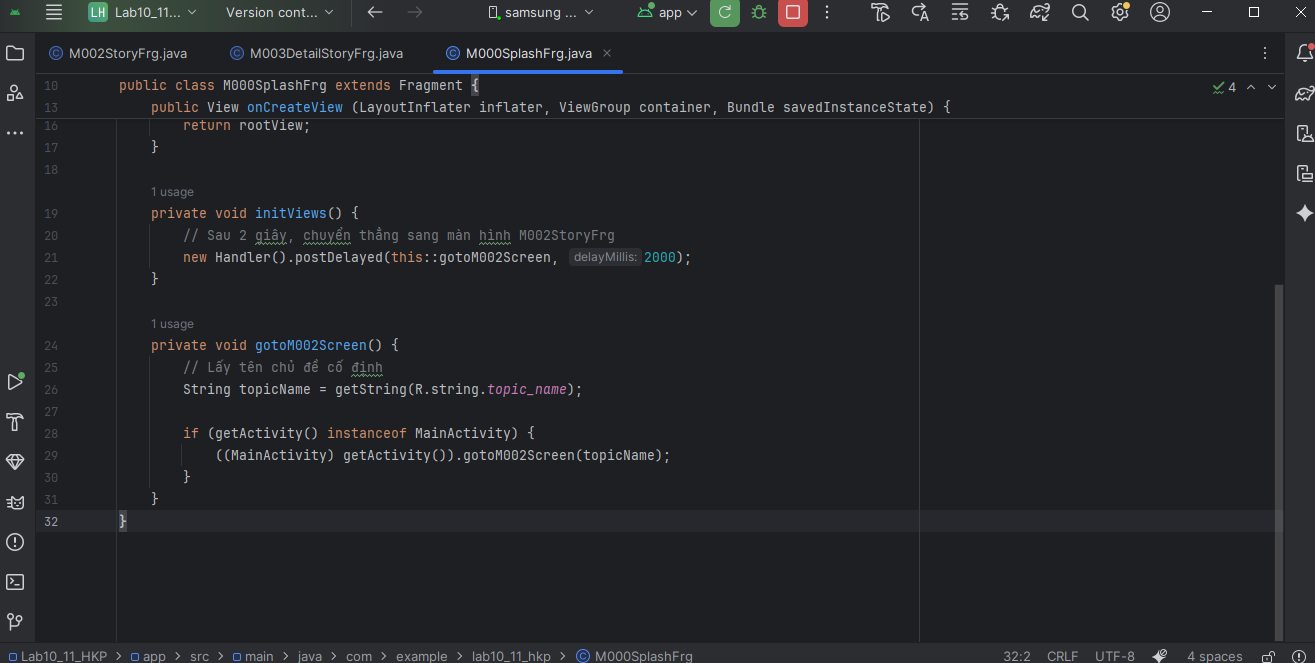 LH Lab10_11... Version cont... samsung ... app
M002StoryFrg.java M003DetailStoryFrg.java M000SplashFrg.java
10 public class M000SplashFrg extends Fragment { 4
13 public View onCreateView (LayoutInflater inflater, ViewGroup container, Bundle savedInstanceState) {
16 return rootView;
17 }
18
1 usage
19 private void initViews() {
20 // Sau 2 giây, chuyển thẳng sang màn hình M002StoryFrg
21 new Handler().postDelayed(this::gotoM002Screen, delayMillis: 2000);
22 }
23
1 usage
24 private void gotoM002Screen() {
25 // Lấy tên chủ đề cố định
26 String topicName = getString(R.string.topic_name);
27
28 if (getActivity() instanceof MainActivity) {
29 ((MainActivity) getActivity()).gotoM002Screen(topicName);
30 }
31 }
32 }
Lab10_11_HKP > app > src > main > java > com > example > lab10_11_hkp > M000SplashFrg 32:2 CRLF UTF-8 4 spaces